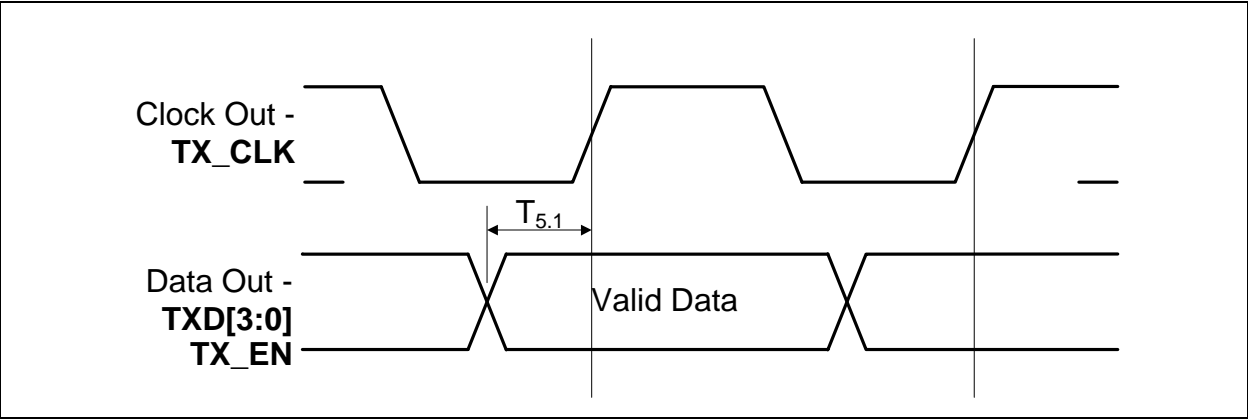 Clock Out -
TX_CLK
T5.1
Data Out -
TXD[3:0]
TX_EN
Valid Data